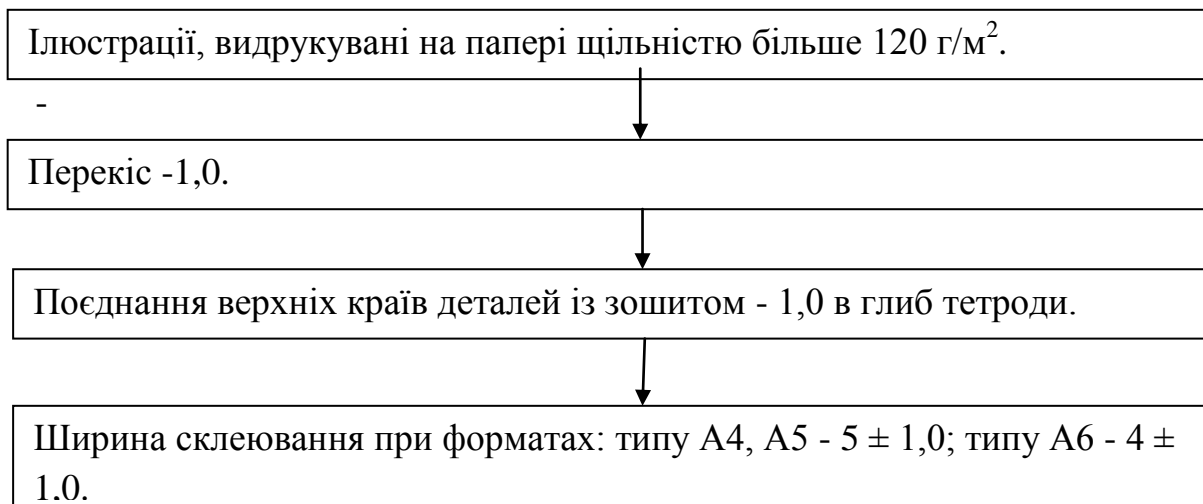 Ілюстрації, видрукувані на папері щільністю більше 120 г/м².
-
Перекіс -1,0.
Поєднання верхніх країв деталей із зошитом - 1,0 в глиб тетроди.
Ширина склеювання при форматах: типу А4, А5 - 5 ± 1,0; типу А6 - 4 ±
1,0.